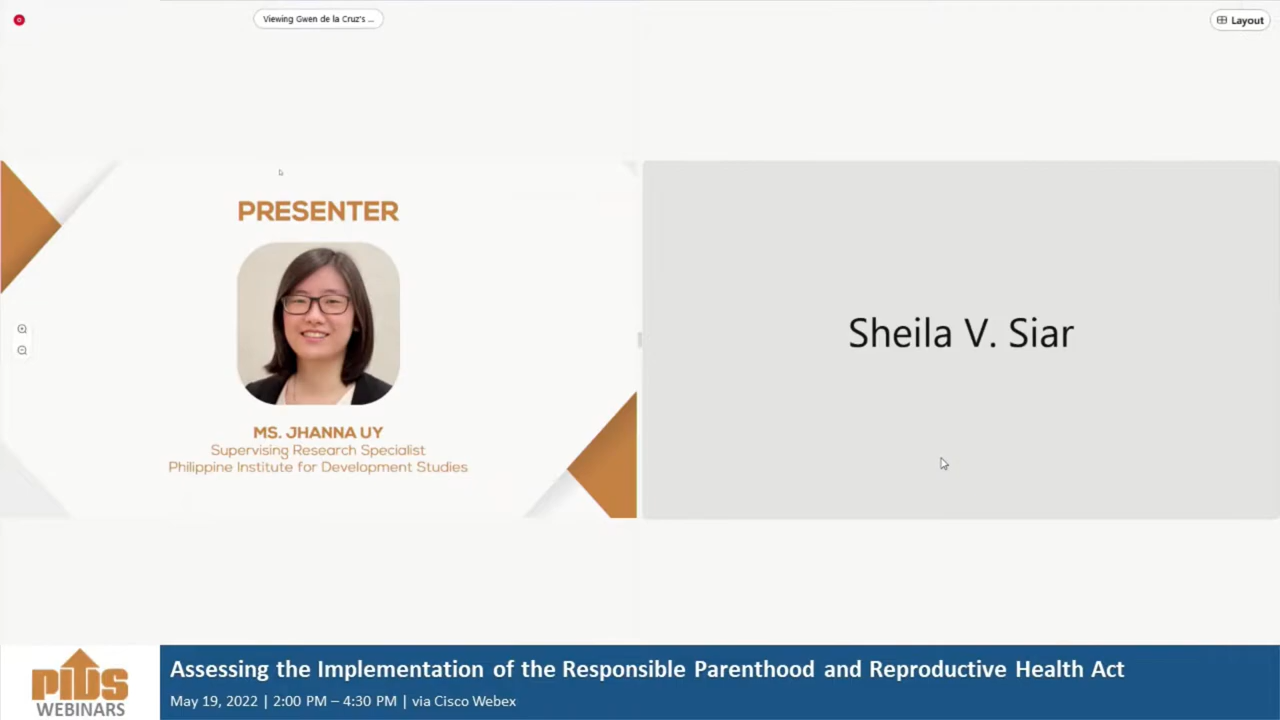 Viewing Gwen de la Cruz's ...
Layout
PRESENTER
MS. JHANNA UY
Supervising Research Specialist
Philippine Institute for Development Studies
Sheila V. Siar
PIDS
WEBINARS
Assessing the Implementation of the Responsible Parenthood and Reproductive Health Act
May 19, 2022 | 2:00 PM – 4:30 PM | via Cisco Webex